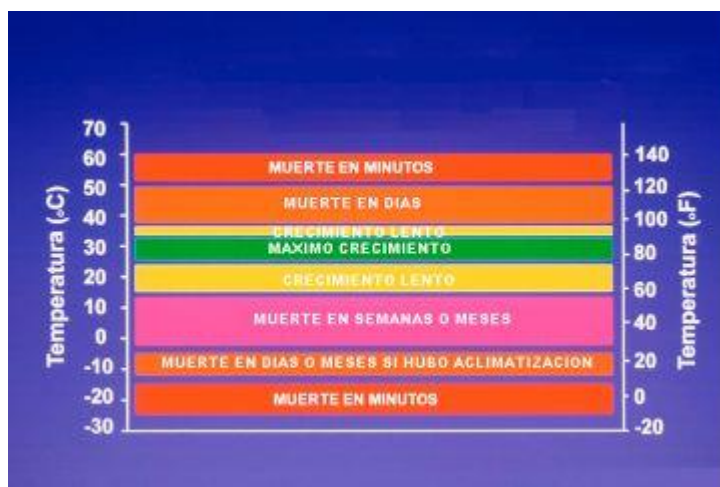 Temperatura (°C)
70
60
50
40
30
20
10
0
-10
-20
-30
MUERTE EN MINUTOS
MUERTE EN DIAS
CRECIMIENTO LENTO
MAXIMO CRECIMIENTO
CRECIMIENTO LENTO
MUERTE EN SEMANAS O MESES
MUERTE EN DIAS O MESES SI HUBO ACLIMATIZACION
MUERTE EN MINUTOS
140
120
100
80
60
40
20
0
-20
Temperatura (°F)